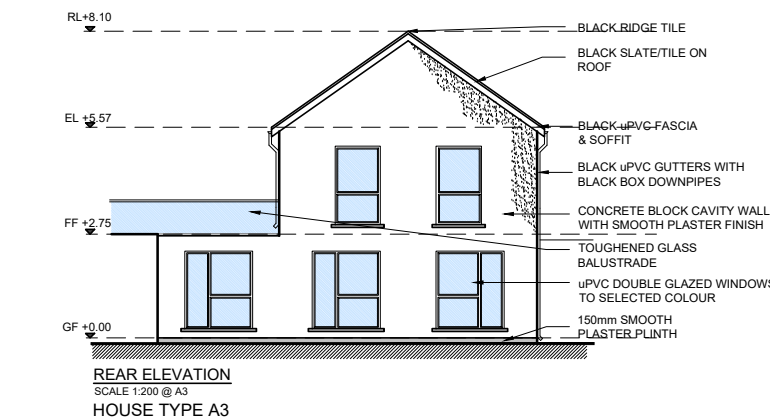 RL+8.10
BLACK RIDGE TILE
BLACK SLATE/TILE ON
ROOF
EL +5.57
BLACK uPVC FASCIA
& SOFFIT
BLACK uPVC GUTTERS WITH
BLACK BOX DOWNPIPES
CONCRETE BLOCK CAVITY WALL
WITH SMOOTH PLASTER FINISH
FF +2.75
TOUGHENED GLASS
BALUSTRADE
uPVC DOUBLE GLAZED WINDOWS
TO SELECTED COLOUR
GF +0.00
150mm SMOOTH
PLASTER PLINTH
REAR ELEVATION
SCALE 1:200 @ A3
HOUSE TYPE A3